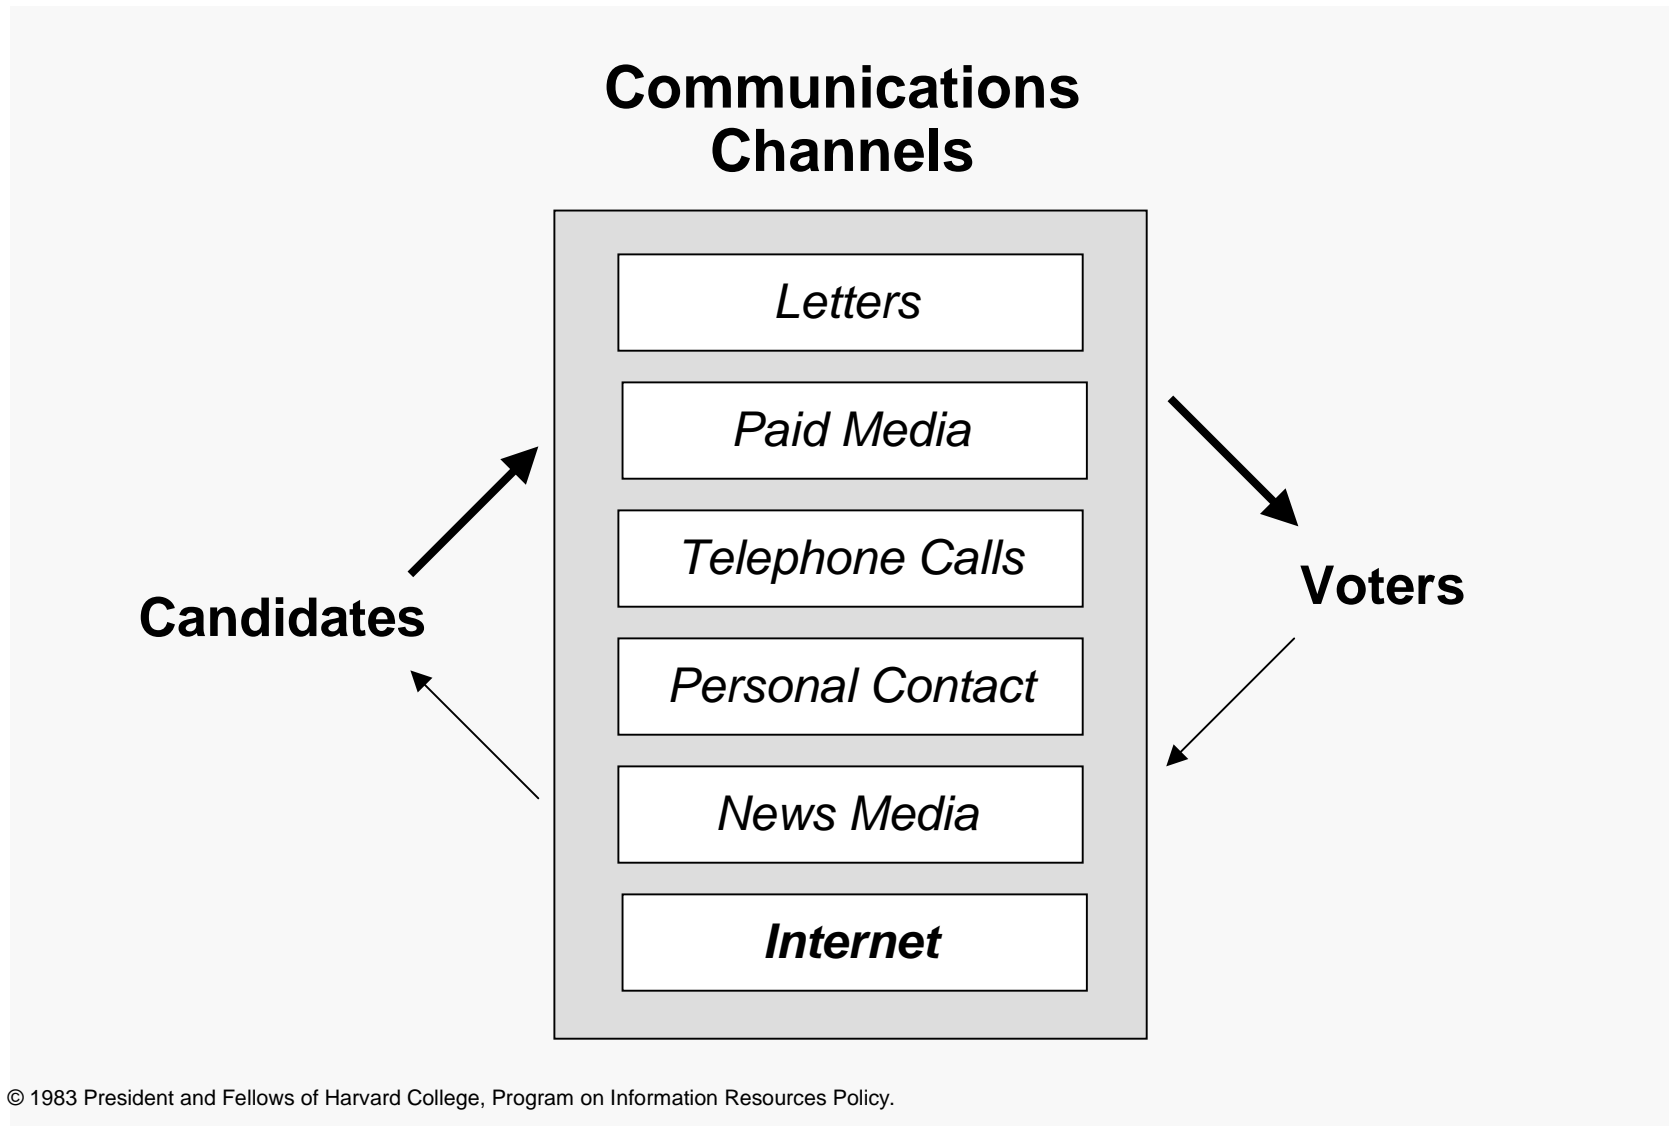 Communications
Channels
Letters
Paid Media
Telephone Calls
Personal Contact
News Media
Internet
Candidates
Voters
© 1983 President and Fellows of Harvard College, Program on Information Resources Policy.